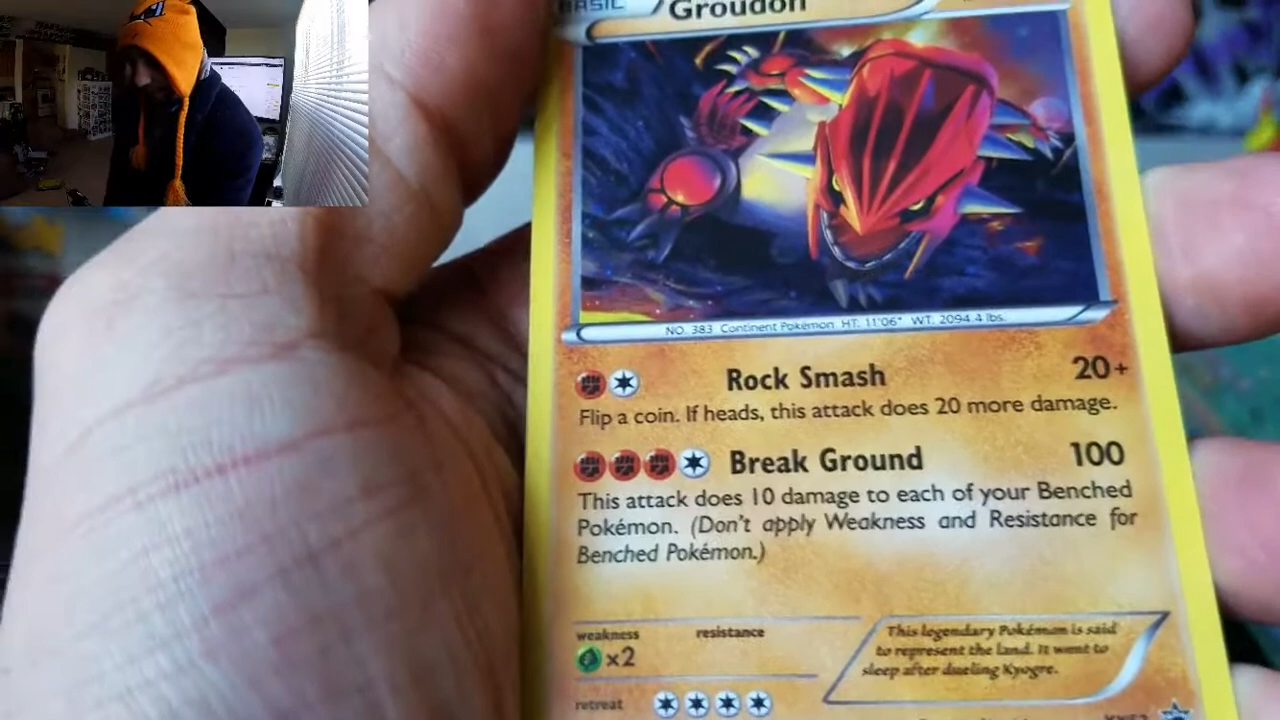 BASIC Groudon
NO. 383 Continent Pokémon HT: 11'06" WT: 2094.4 lbs.
Rock Smash 20+
Flip a coin. If heads, this attack does 20 more damage.
Break Ground 100
This attack does 10 damage to each of your Benched
Pokémon. (Don't apply Weakness and Resistance for
Benched Pokémon.)
weakness resistance
×2
This legendary Pokémon is said
to represent the land. It went to
sleep after dueling Kyogre.
retreat